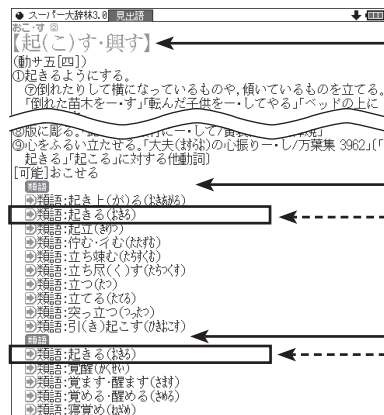 スーパー大辞林3.0 見出語
おこ·す
【起(こ)す·興す】
(動サ五[四])
①起きるようにする。
㋐倒れたりして横になっているものや,傾いているものを立てる。
「倒れた苗木を―·す」「転んだ子供を―·してやる」「ベッドの上に
⑧版に彫る。
⑨心をふるい立たせる。「大夫(ますらお)の心振り―し/万葉集 3962」〔「
起きる」「起こる」に対する他動詞〕
[可能]おこせる
類語
類語:起き上(が)る(おきあがる)
類語:起きる(おきる)
類語:起立(きりつ)
類語:佇む·彳む(たたずむ)
類語:立ち竦む(たちすくむ)
類語:立ち尽(く)す(たちつくす)
類語:立つ(たつ)
類語:立てる(たてる)
類語:突っ立つ(つったつ)
類語:引(き)起こす(ひきおこす)
類語
類語:起きる(おきる)
類語:覚醒(かくせい)
類語:覚ます·醒ます(さます)
類語:覚める·醒める(さめる)
類語:寝覚め(ねざめ)